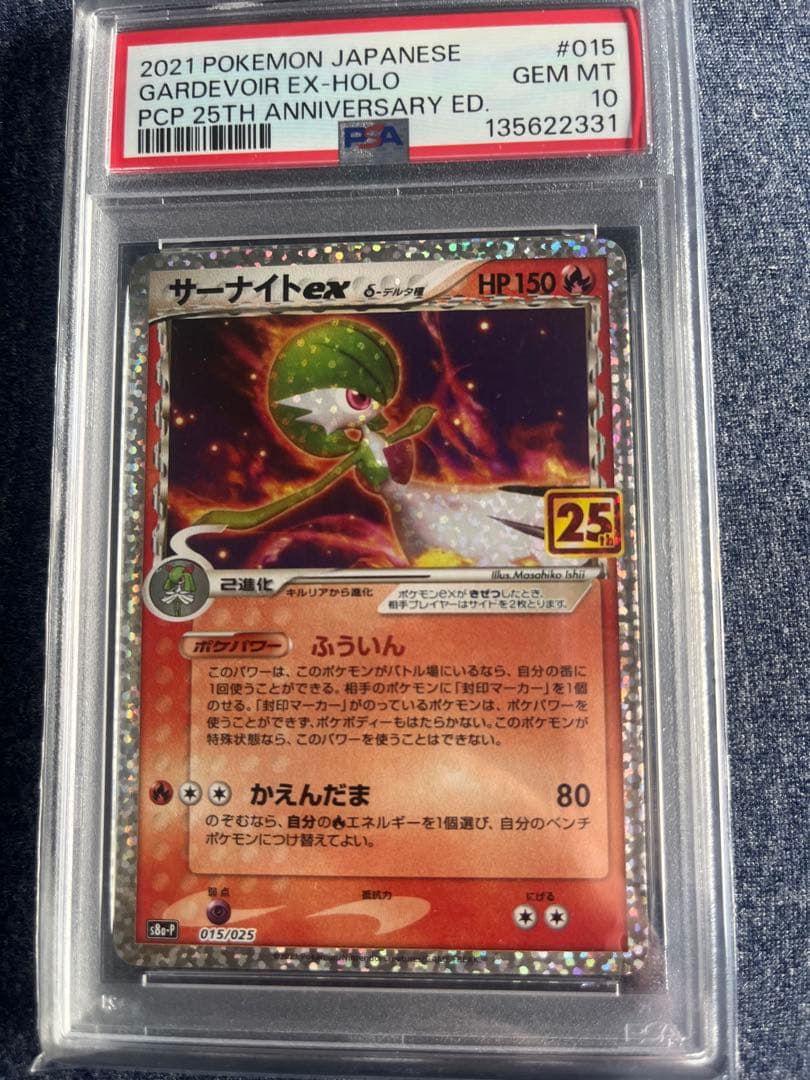 2021 POKEMON JAPANESE #015
GARDEVOIR EX-HOLO GEM MT
PCP 25TH ANNIVERSARY ED. 10
PSA 135622331
サーナイトex δ-デルタ種 HP150
25th
Illus. Masahiko Ishii
2進化 キルリアから進化
ポケモンexがきぜつしたとき、
相手プレイヤーはサイドを2枚とります。
ポケパワー ふういん
このパワーは、このポケモンがバトル場にいるなら、自分の番に
1回使うことができる。相手のポケモンに「封印マーカー」を1個
のせる。「封印マーカー」がのっているポケモンは、ポケパワーを
使うことができず、ポケボディーもはたらかない。このポケモンが
特殊状態なら、このパワーを使うことはできない。
かえんだま 80
のぞむなら、自分のエネルギーを1個選び、自分のベンチ
ポケモンにつけ替えてよい。
弱点 抵抗力 にげる
s8a-P 015/025